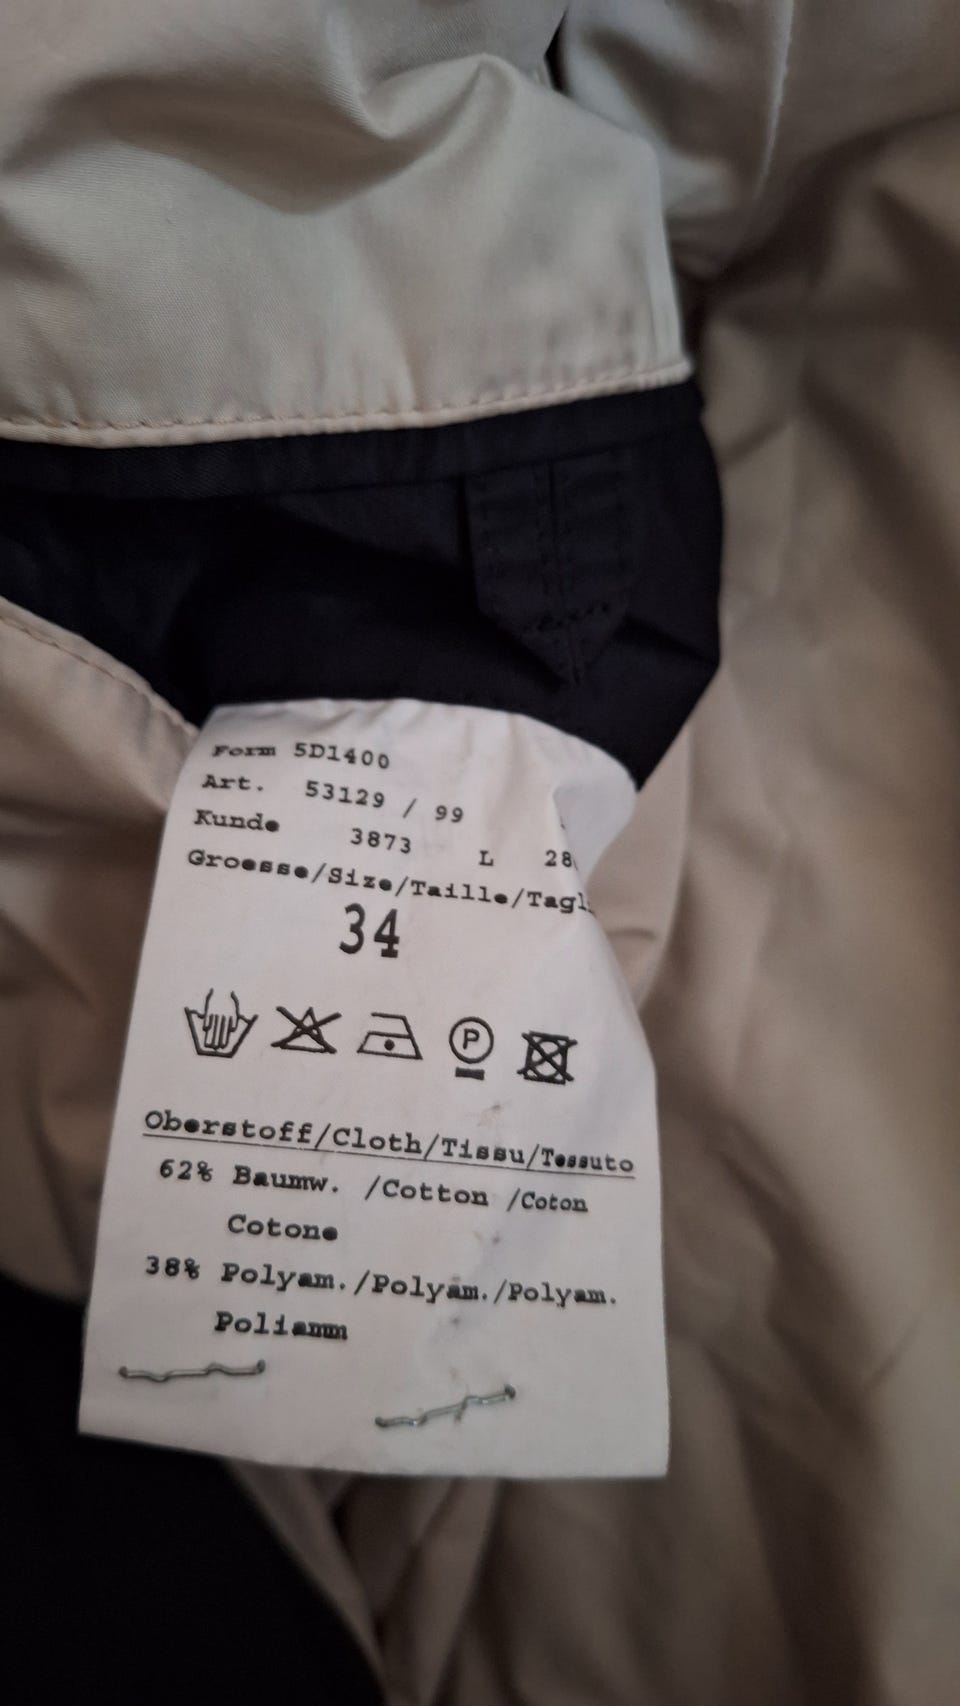 Form 5D1400
Art. 53129 / 99
Kunde 3873 L 28
Groesse/Size/Taille/Tagl
34
P
Oberstoff/Cloth/Tissu/Tessuto
62% Baumw. /Cotton /Coton
Cotone
38% Polyam./Polyam./Polyam.
Poliamm